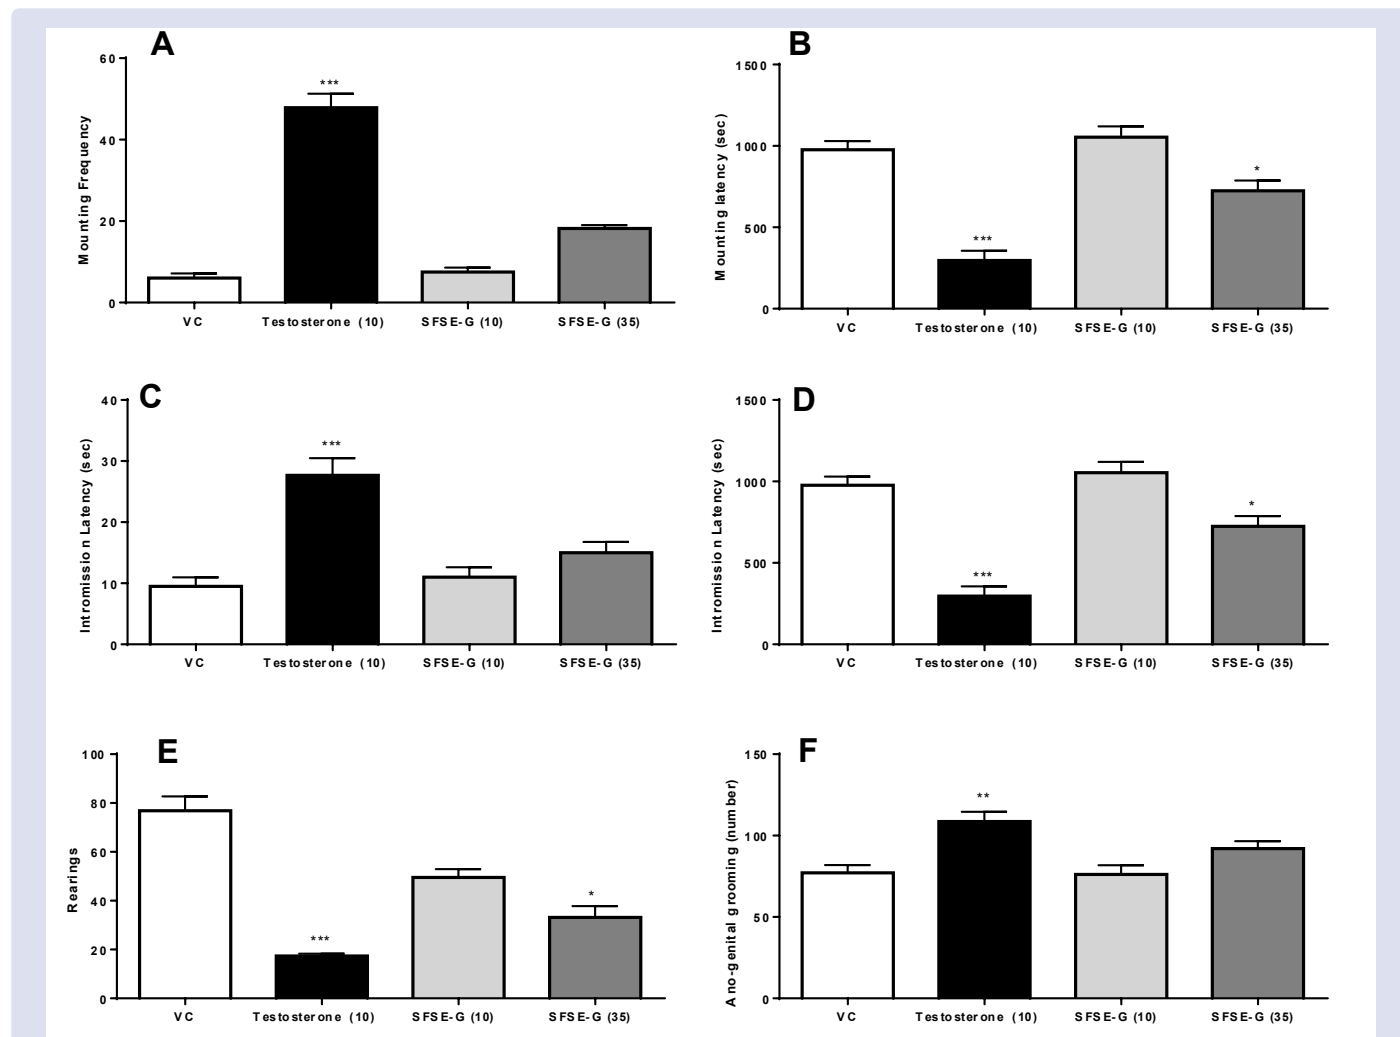 A
Mounting Frequency
60
***
40
20
0
VC Testosterone (10) SFSE-G (10) SFSE-G (35)
B
Mounting latency (sec)
1500
1000
*
500
***
0
VC Testosterone (10) SFSE-G (10) SFSE-G (35)
C
Intromission Latency (sec)
40
***
30
20
10
0
VC Testosterone (10) SFSE-G (10) SFSE-G (35)
D
Intromission Latency (sec)
1500
1000
*
500
***
0
VC Testosterone (10) SFSE-G (10) SFSE-G (35)
E
Rearings
100
80
60
40
*
20
***
0
VC Testosterone (10) SFSE-G (10) SFSE-G (35)
F
Ano-genital grooming (number)
150
**
100
50
0
VC Testosterone (10) SFSE-G (10) SFSE-G (35)